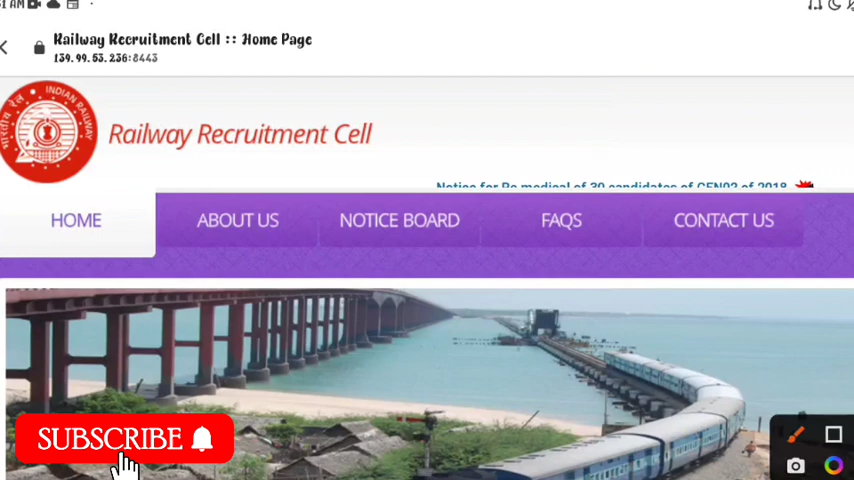 Railway Recruitment Cell :: Home Page
139.99.53.236:8443
INDIAN RAILWAY
भारतीय रेल
Railway Recruitment Cell
Notice for Re medical of 30 candidates of CEN02 of 2018
HOME
ABOUT US
NOTICE BOARD
FAQS
CONTACT US
SUBSCRIBE